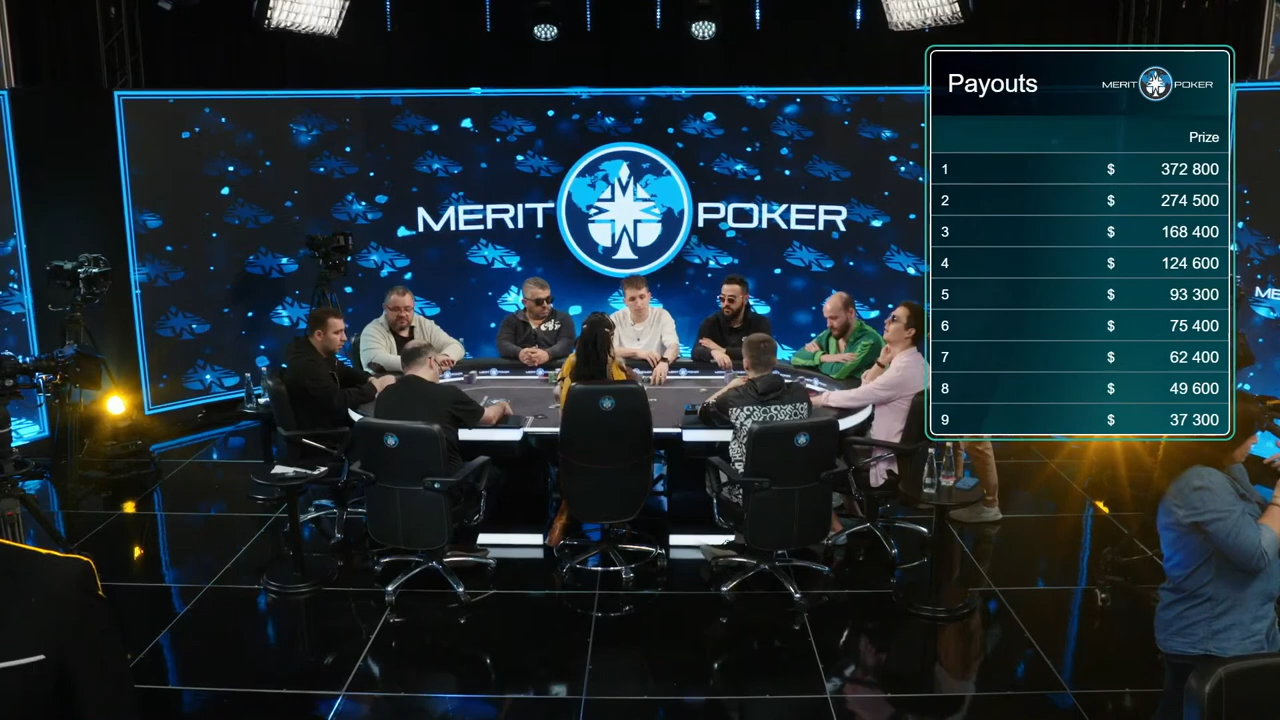 MERIT POKER
Payouts
MERIT POKER
Prize
1 $ 372 800
2 $ 274 500
3 $ 168 400
4 $ 124 600
5 $ 93 300
6 $ 75 400
7 $ 62 400
8 $ 49 600
9 $ 37 300